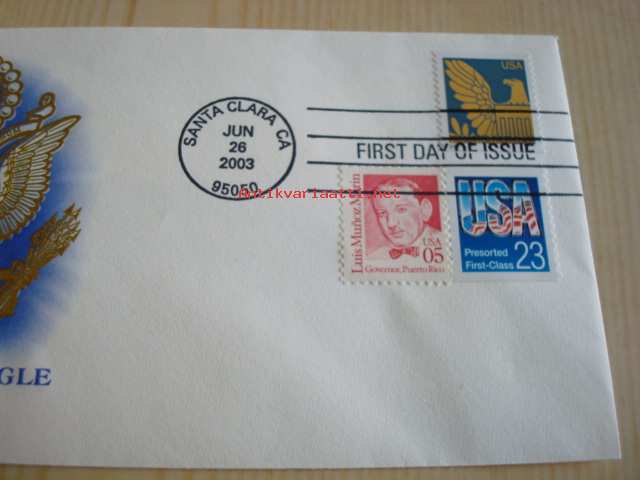 SANTA CLARA CA
JUN
26
2003
95050
FIRST DAY OF ISSUE
USA
Antikvariaatti.net
Luis Muñoz Marín
USA
05
Governor, Puerto Rico
USA
Presorted
First-Class
23
GLE